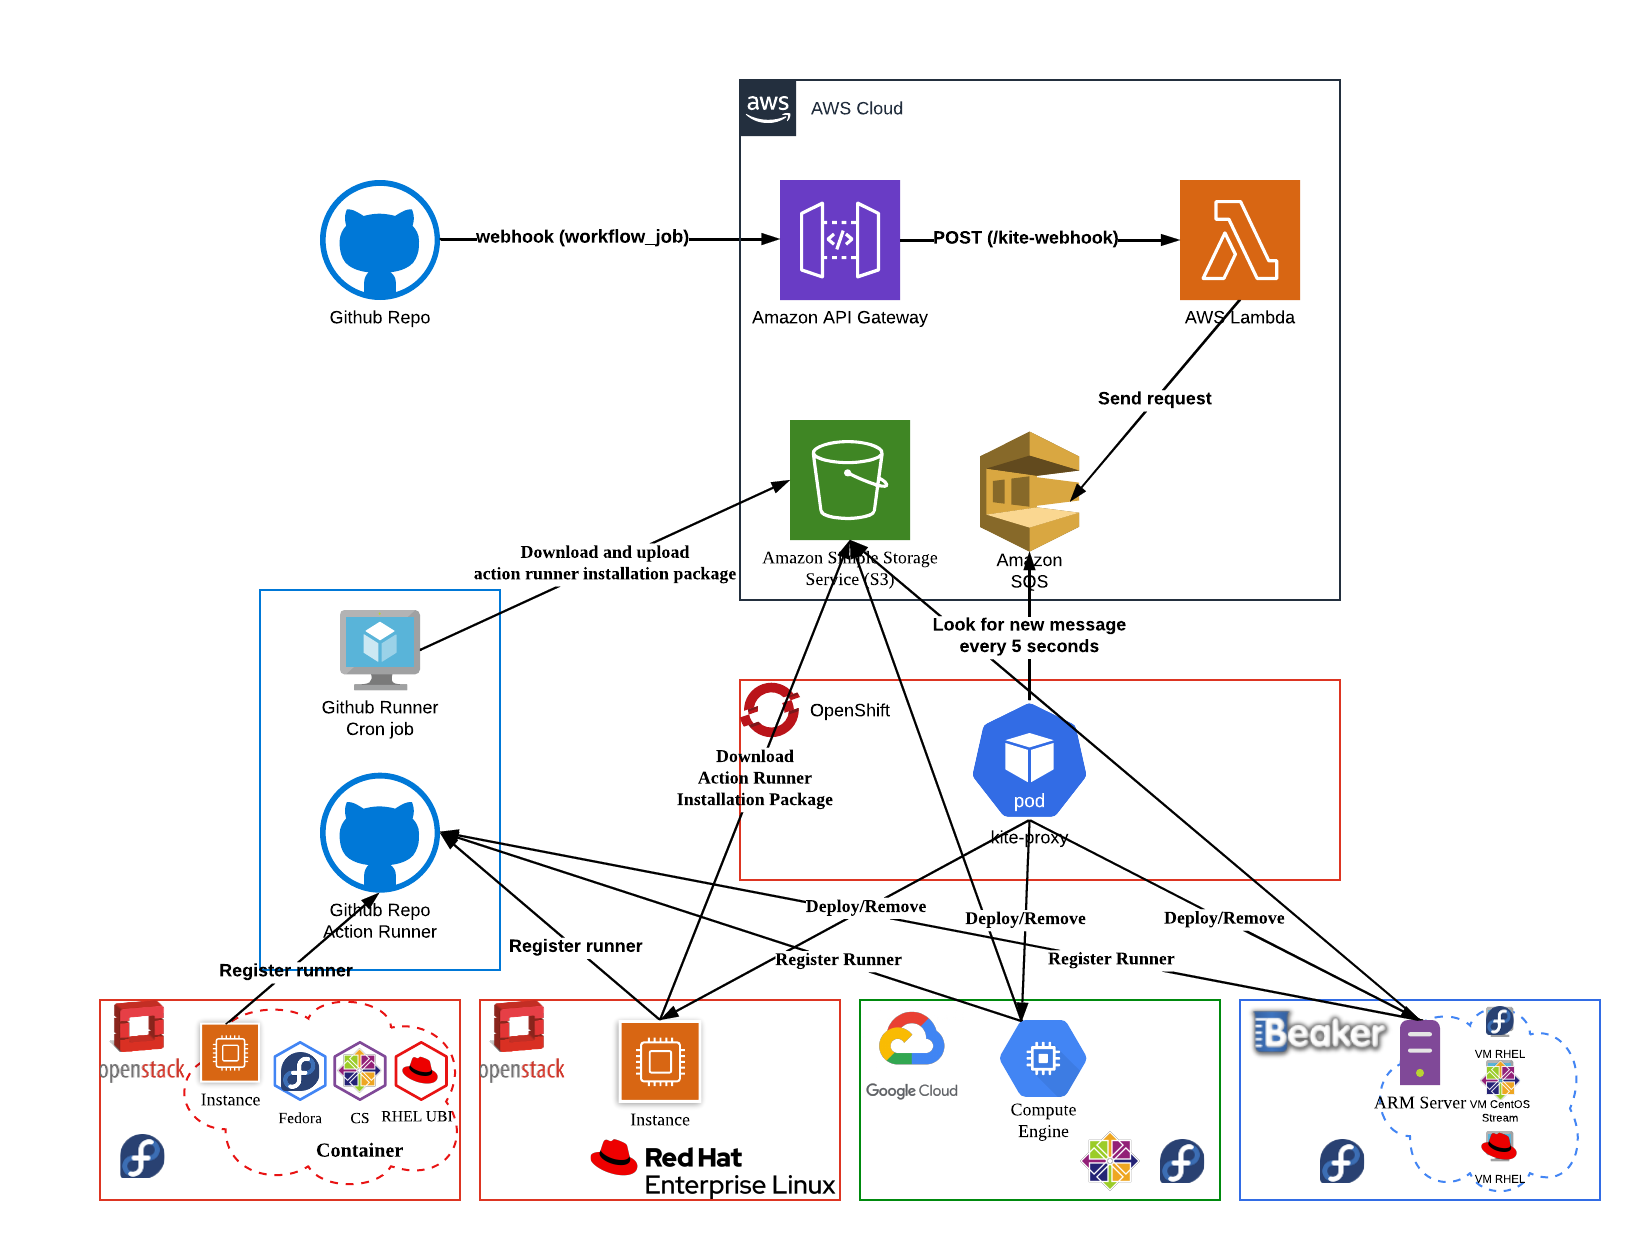 aws
AWS Cloud
webhook (workflow_job)
POST (/kite-webhook)
Github Repo
Amazon API Gateway
AWS Lambda
Send request
Download and upload
action runner installation package
Amazon Simple Storage
Service (S3)
Amazon
SQS
Look for new message
every 5 seconds
Github Runner
Cron job
OpenShift
Download
Action Runner
Installation Package
pod
kite-proxy
Github Repo
Action Runner
Deploy/Remove
Deploy/Remove
Deploy/Remove
Register runner
Register runner
Register Runner
Register Runner
openstack
Instance
Fedora
CS
RHEL UBI
Container
openstack
Instance
Red Hat
Enterprise Linux
Google Cloud
Compute
Engine
Beaker
ARM Server
VM RHEL
VM CentOS
Stream
VM RHEL